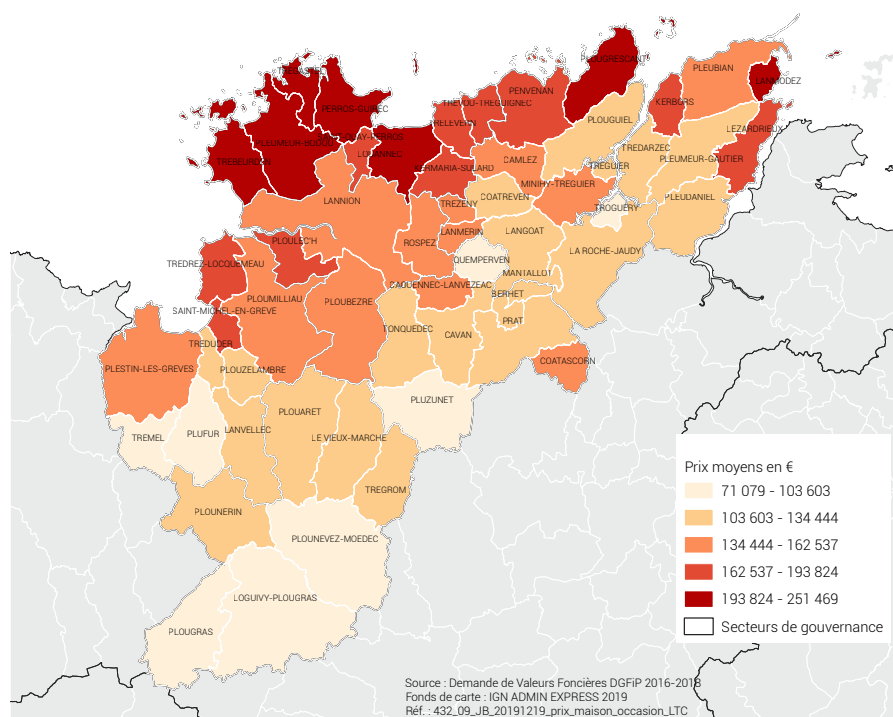 PLOUGRESCANT
PLEUBIAN
TREGASTEL
LANMODEZ
PENVENAN
TREVOU-TREGUIGNEC
KERBORS
PERROS-GUIREC
PLOUGUIEL
TRELEVERN
LEZARDRIEUX
SAINT-QUAY-PERROS
PLEUMEUR-BODOU
TREDARZEC
LOUANNEC
TREBEURDEN
CAMLEZ
PLEUMEUR-GAUTIER
KERMARIA-SULARD
TREGUIER
MINIHY-TREGUIER
LANNION
COATREVEN
PLEUDANIEL
TREZENY
TROGUERY
LANMERIN
LANGOAT
PLOULEC'H
ROSPEZ
LA ROCHE-JAUDY
QUEMPERVEN
TREDREZ-LOCQUEMEAU
MANTALLOT
CAOUENNEC-LANVEZEAC
BERHET
PLOUMILLIAU
PLOUBEZRE
SAINT-MICHEL-EN-GREVE
PRAT
TONQUEDEC
CAVAN
TREDUDER
COATASCORN
PLESTIN-LES-GREVES
PLOUZELAMBRE
PLUZUNET
PLOUARET
LANVELLEC
PLUFUR
TREMEL
LE VIEUX-MARCHE
TREGROM
PLOUNERIN
PLOUNEVEZ-MOEDEC
LOGUIVY-PLOUGRAS
PLOUGRAS
Prix moyens en €
71 079 - 103 603
103 603 - 134 444
134 444 - 162 537
162 537 - 193 824
193 824 - 251 469
Secteurs de gouvernance
Source : Demande de Valeurs Foncières DGFiP 2016-2018
Fonds de carte : IGN ADMIN EXPRESS 2019
Réf. : 432_09_JB_20191219_prix_maison_occasion_LTC